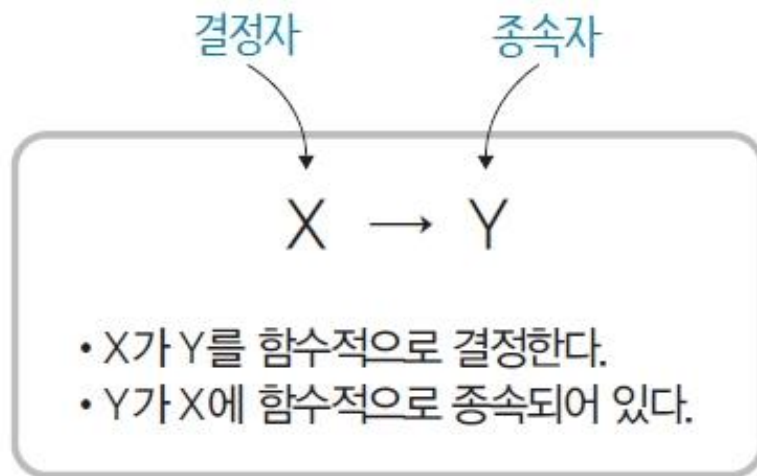 결정자 종속자
X → Y
• X가 Y를 함수적으로 결정한다.
• Y가 X에 함수적으로 종속되어 있다.